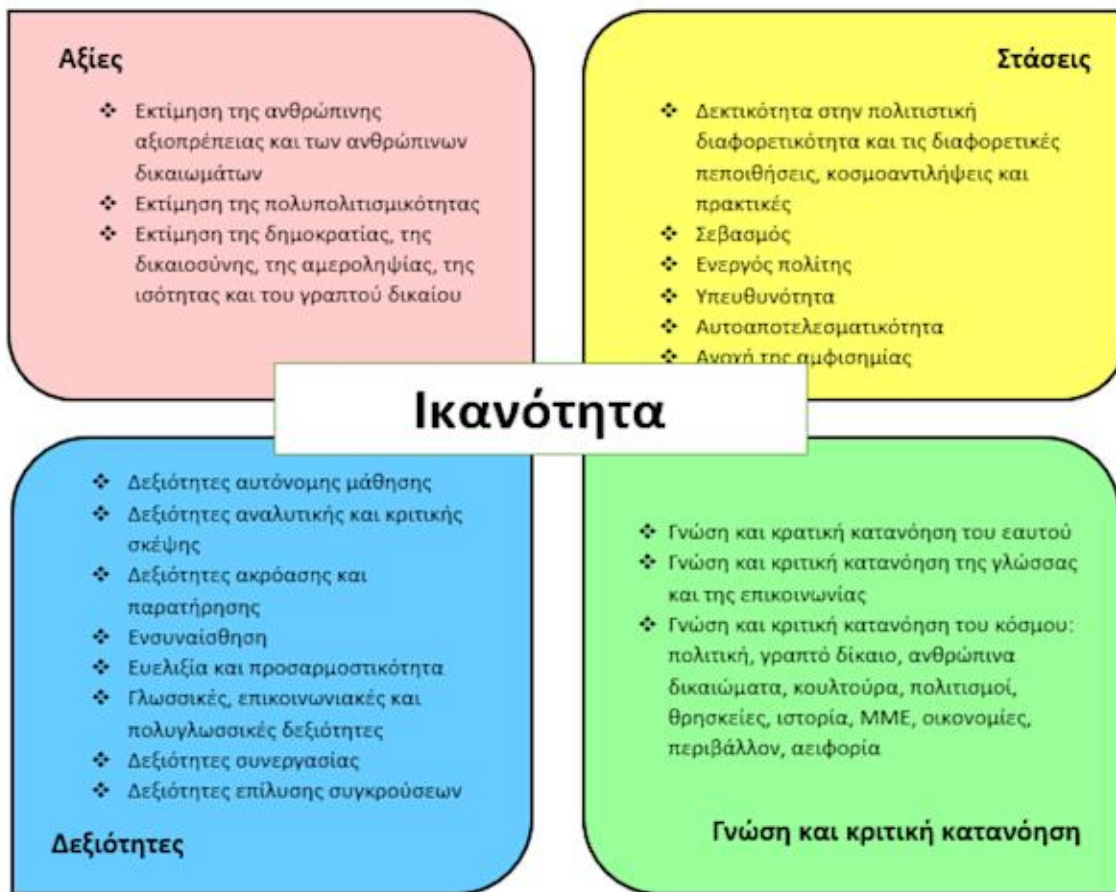 Αξίες
❖ Εκτίμηση της ανθρώπινης
αξιοπρέπειας και των ανθρώπινων
δικαιωμάτων
❖ Εκτίμηση της πολυπολιτισμικότητας
❖ Εκτίμηση της δημοκρατίας, της
δικαιοσύνης, της αμεροληψίας, της
ισότητας και του γραπτού δικαίου
Στάσεις
❖ Δεκτικότητα στην πολιτιστική
διαφορετικότητα και τις διαφορετικές
πεποιθήσεις, κοσμοαντιλήψεις και
πρακτικές
❖ Σεβασμός
❖ Ενεργός πολίτης
❖ Υπευθυνότητα
❖ Αυτοαποτελεσματικότητα
❖ Ανοχή της αμφισημίας
Ικανότητα
❖ Δεξιότητες αυτόνομης μάθησης
❖ Δεξιότητες αναλυτικής και κριτικής
σκέψης
❖ Δεξιότητες ακρόασης και
παρατήρησης
❖ Ενσυναίσθηση
❖ Ευελιξία και προσαρμοστικότητα
❖ Γλωσσικές, επικοινωνιακές και
πολυγλωσσικές δεξιότητες
❖ Δεξιότητες συνεργασίας
❖ Δεξιότητες επίλυσης συγκρούσεων
Δεξιότητες
❖ Γνώση και κρατική κατανόηση του εαυτού
❖ Γνώση και κριτική κατανόηση της γλώσσας
και της επικοινωνίας
❖ Γνώση και κριτική κατανόηση του κόσμου:
πολιτική, γραπτό δίκαιο, ανθρώπινα
δικαιώματα, κουλτούρα, πολιτισμοί,
θρησκείες, ιστορία, ΜΜΕ, οικονομίες,
περιβάλλον, αειφορία
Γνώση και κριτική κατανόηση